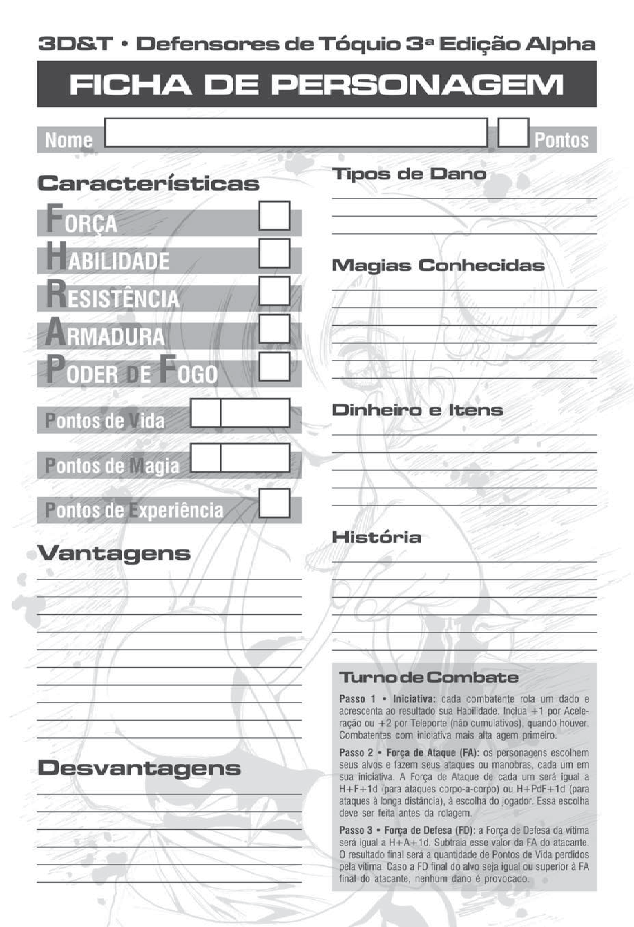 3D&T • Defensores de Tóquio 3ª Edição Alpha
FICHA DE PERSONAGEM
Nome
Pontos
Características
FORÇA
HABILIDADE
RESISTÊNCIA
ARMADURA
PODER DE FOGO
Pontos de Vida
Pontos de Magia
Pontos de Experiência
Vantagens
Desvantagens
Tipos de Dano
Magias Conhecidas
Dinheiro e Itens
História
Turno de Combate
Passo 1 • Iniciativa: cada combatente rola um dado e
acrescenta ao resultado sua Habilidade. Inclua +1 por Acele-
ração ou +2 por Teleporte (não cumulativos), quando houver.
Combatentes com iniciativa mais alta agem primeiro.
Passo 2 • Força de Ataque (FA): os personagens escolhem
seus alvos e fazem seus ataques ou manobras, cada um em
sua iniciativa. A Força de Ataque de cada um será igual a
H+F+1d (para ataques corpo-a-corpo) ou H+PdF+1d (para
ataques à longa distância), à escolha do jogador. Essa escolha
deve ser feita antes da rolagem.
Passo 3 • Força de Defesa (FD): a Força de Defesa da vítima
será igual a H+A+1d. Subtraia esse valor da FA do atacante.
O resultado final será a quantidade de Pontos de Vida perdidos
pela vítima. Caso a FD final do alvo seja igual ou superior à FA
final do atacante, nenhum dano é provocado.